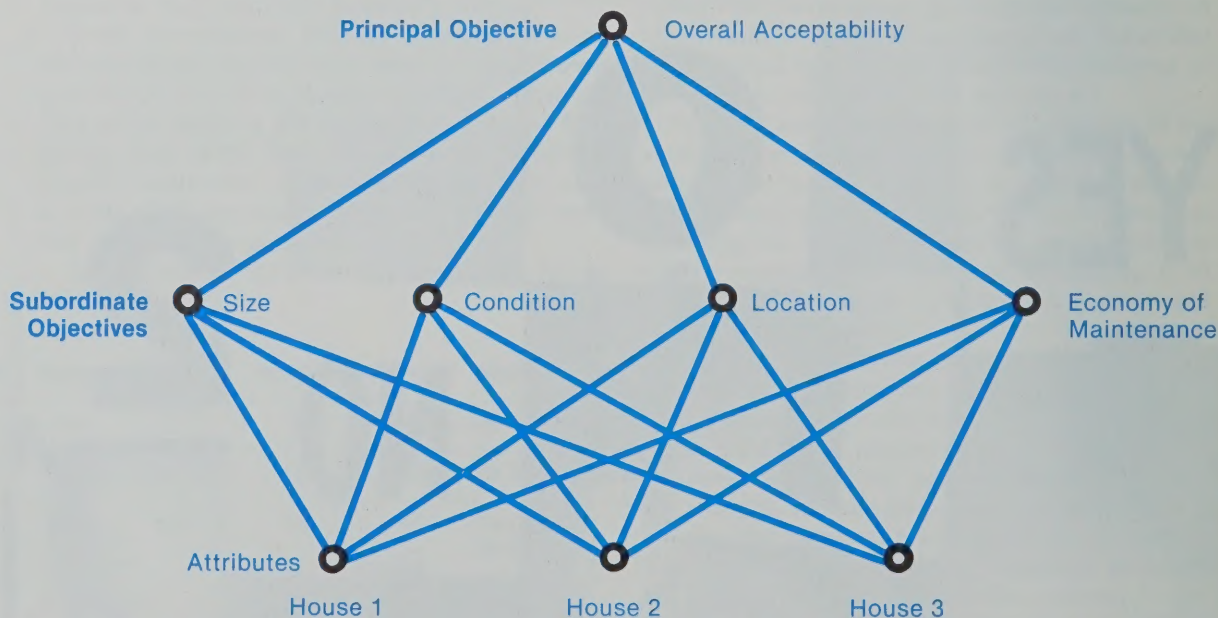 Principal Objective
Overall Acceptability
Subordinate
Objectives
Size
Condition
Location
Economy of
Maintenance
Attributes
House 1
House 2
House 3